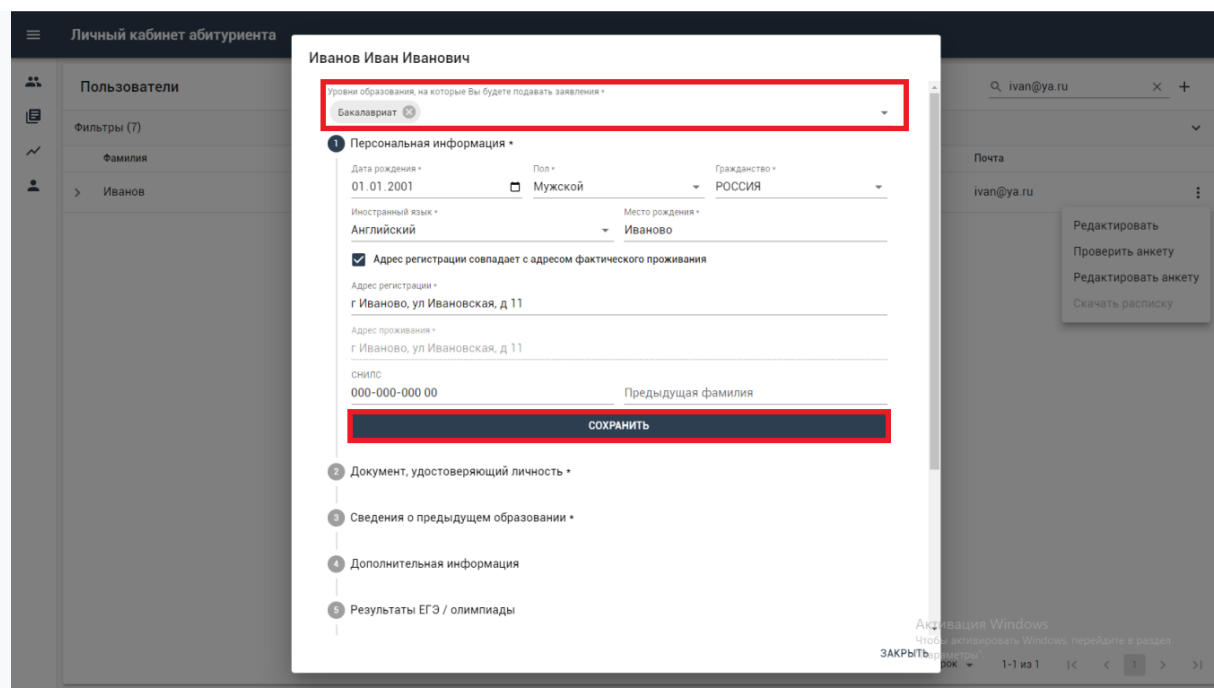 Личный кабинет абитуриента
Иванов Иван Иванович
Пользователи
ivan@ya.ru
Уровни образования, на которые Вы будете подавать заявления *
Бакалавриат
Фильтры (7)
1 Персональная информация *
Фамилия
Почта
Дата рождения *
Пол *
Гражданство *
01.01.2001
Мужской
РОССИЯ
Иванов
ivan@ya.ru
Иностранный язык *
Место рождения *
Английский
Иваново
Редактировать
Проверить анкету
Редактировать анкету
Скачать расписку
Адрес регистрации совпадает с адресом фактического проживания
Адрес регистрации *
г Иваново, ул Ивановская, д 11
Адрес проживания *
г Иваново, ул Ивановская, д 11
СНИЛС
000-000-000 00
Предыдущая фамилия
СОХРАНИТЬ
2 Документ, удостоверяющий личность *
3 Сведения о предыдущем образовании *
4 Дополнительная информация
5 Результаты ЕГЭ / олимпиады
Активация Windows
Чтобы активировать Windows, перейдите в раздел
"Параметры".
ЗАКРЫТЬ
1-1 из 1
1